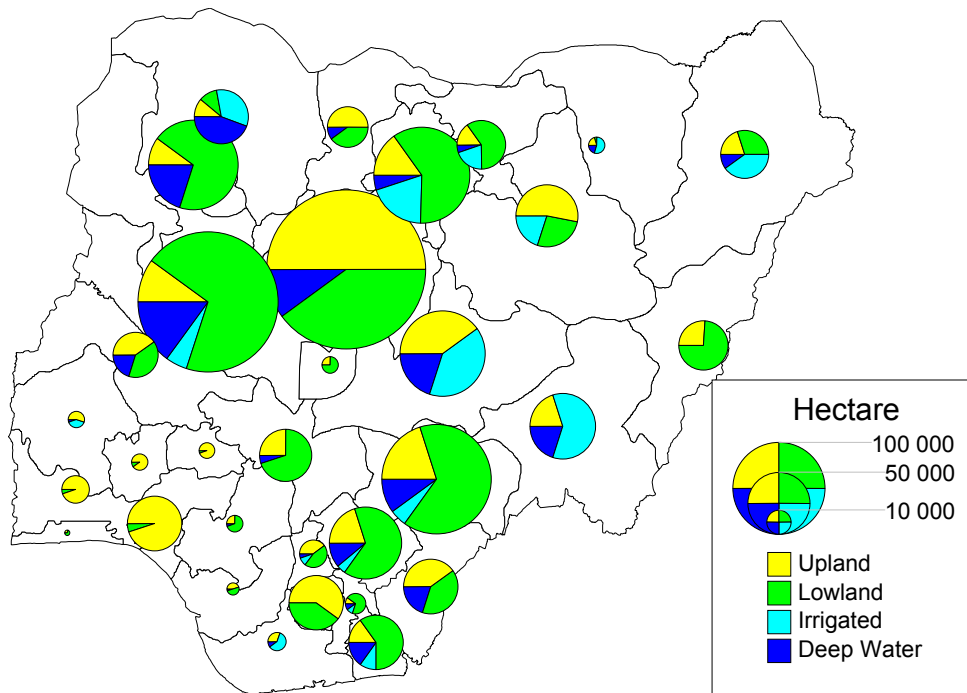 Hectare
100 000
50 000
10 000
Upland
Lowland
Irrigated
Deep Water